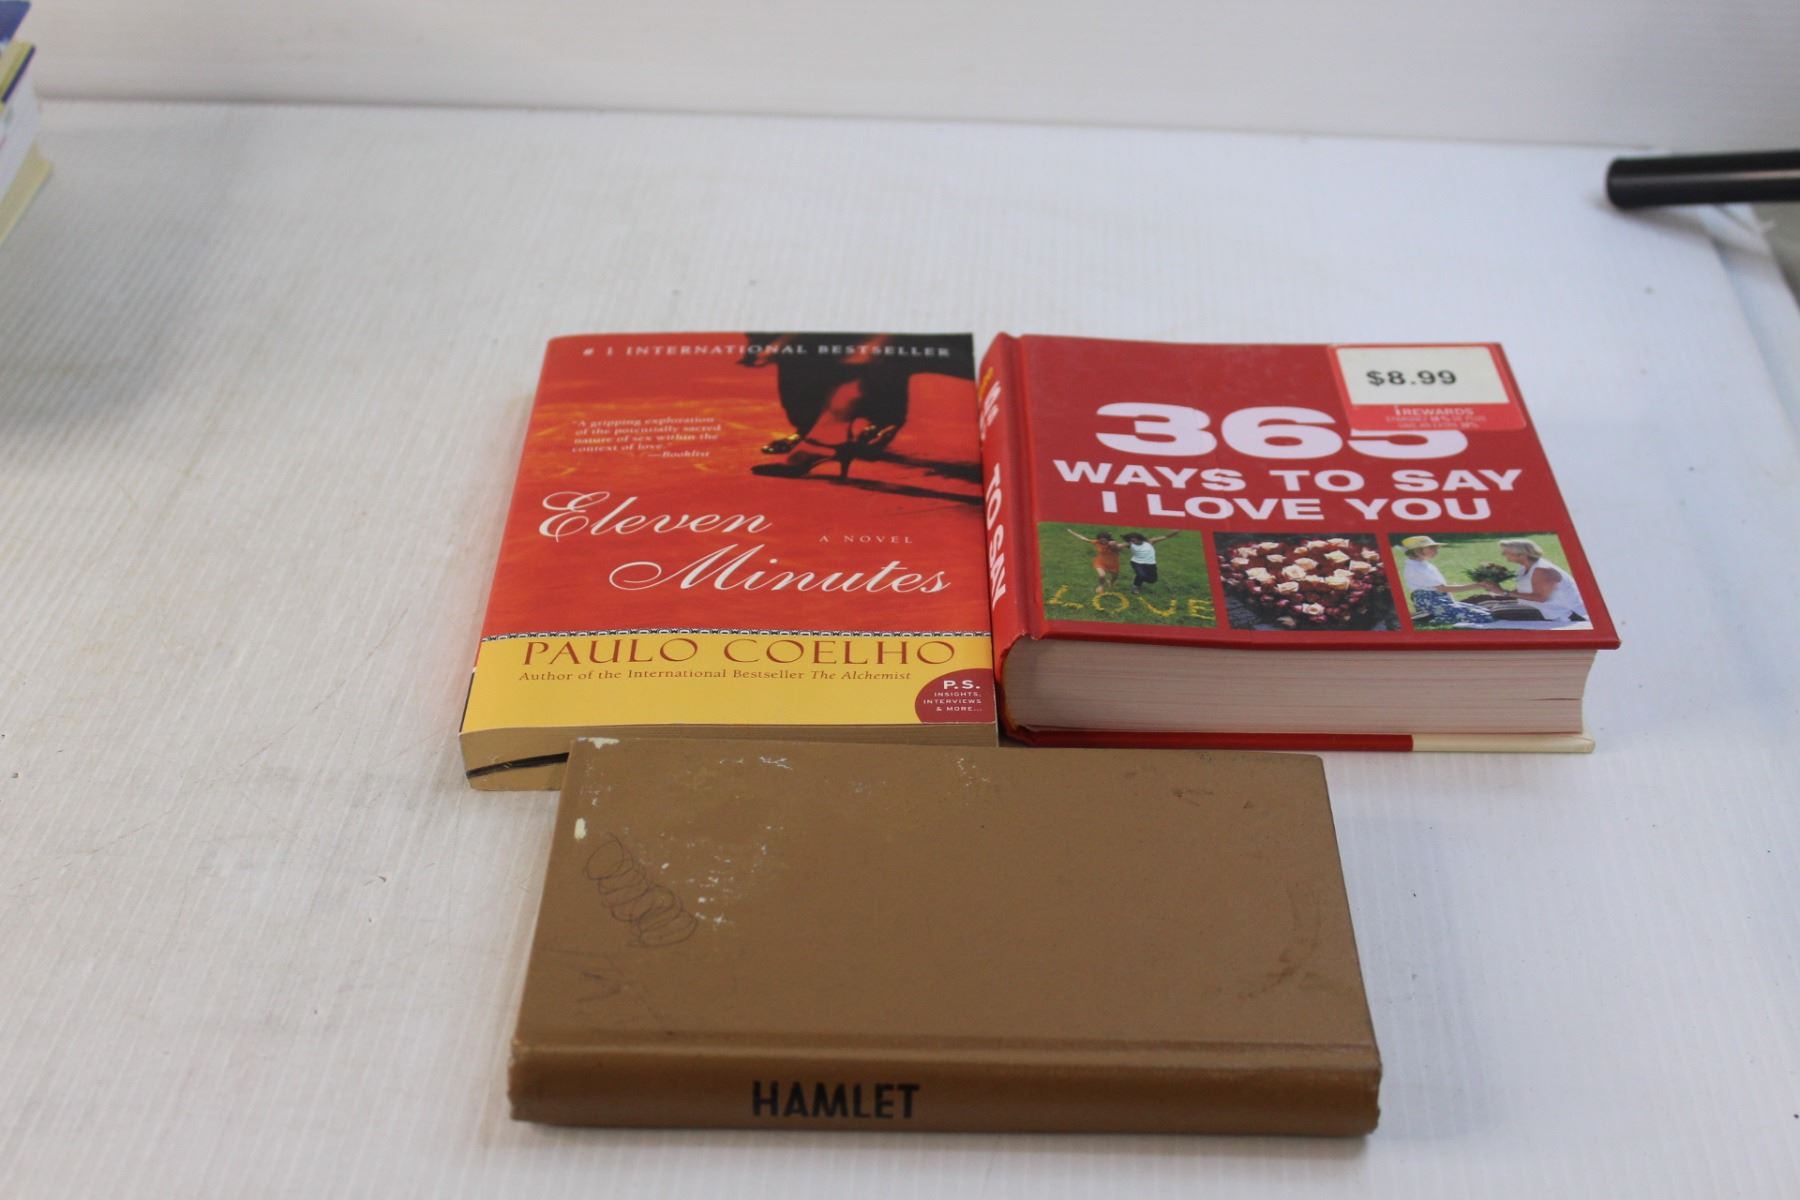 # 1 INTERNATIONAL BESTSELLER
"A gripping exploration
of the potentially sacred
nature of sex within the
context of love."
—Booklist
Eleven
A NOVEL
Minutes
PAULO COELHO
Author of the International Bestseller The Alchemist
P.S.
INSIGHTS,
INTERVIEWS
& MORE...
TO SAY
$8.99
iREWARDS
365
WAYS TO SAY
I LOVE YOU
LOVE
HAMLET